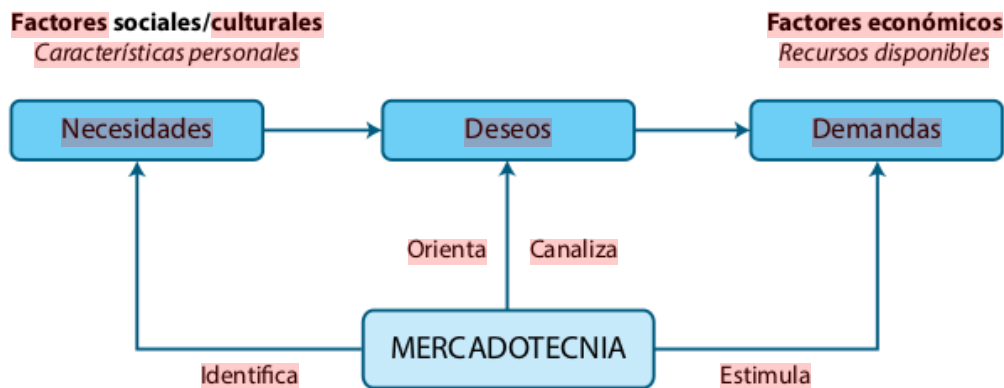 Factores sociales/culturales
Características personales
Factores económicos
Recursos disponibles
Necesidades
Deseos
Demandas
Orienta
Canaliza
MERCADOTECNIA
Identifica
Estimula